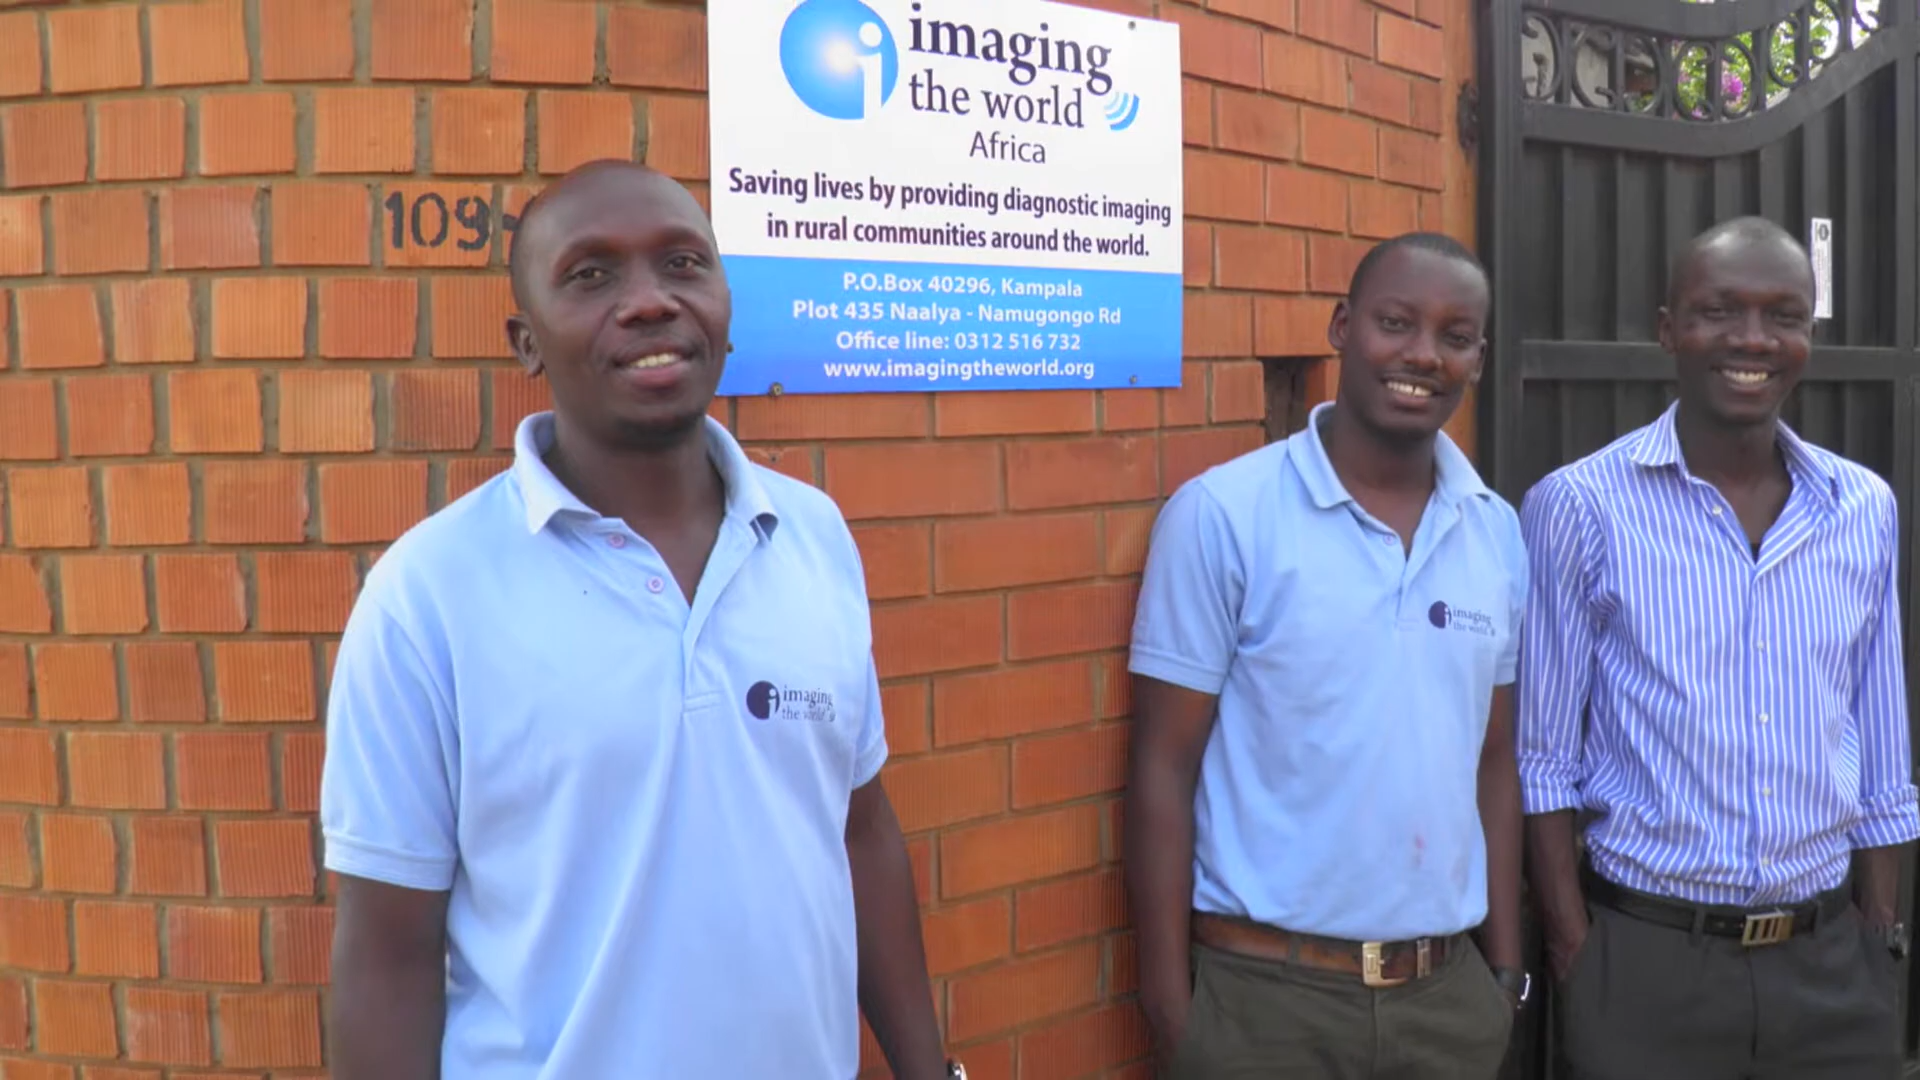 imaging
the world
Africa
Saving lives by providing diagnostic imaging
in rural communities around the world.
P.O.Box 40296, Kampala
Plot 435 Naalya - Namugongo Rd
Office line: 0312 516 732
www.imagingtheworld.org
109-
imaging
the world
imaging
the world